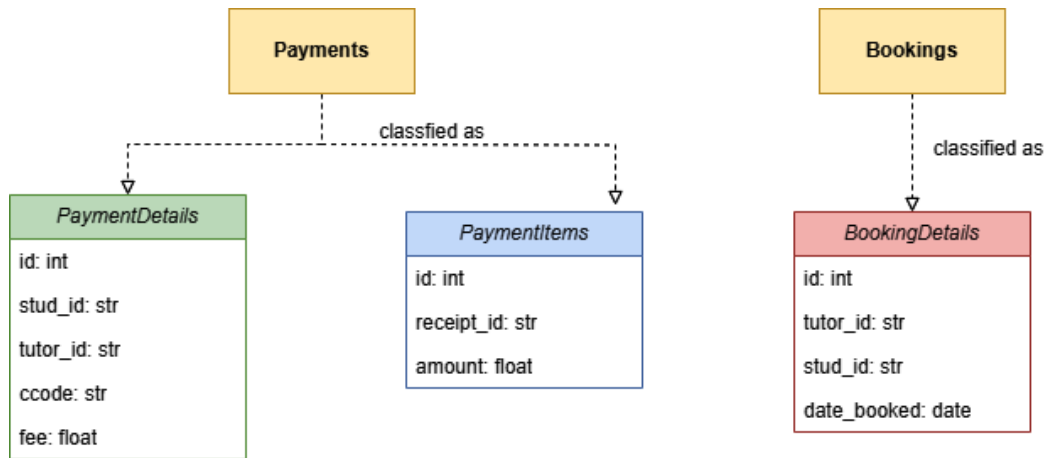 Payments
Bookings
classfied as
classified as
PaymentDetails
id: int
stud_id: str
tutor_id: str
ccode: str
fee: float
PaymentItems
id: int
receipt_id: str
amount: float
BookingDetails
id: int
tutor_id: str
stud_id: str
date_booked: date